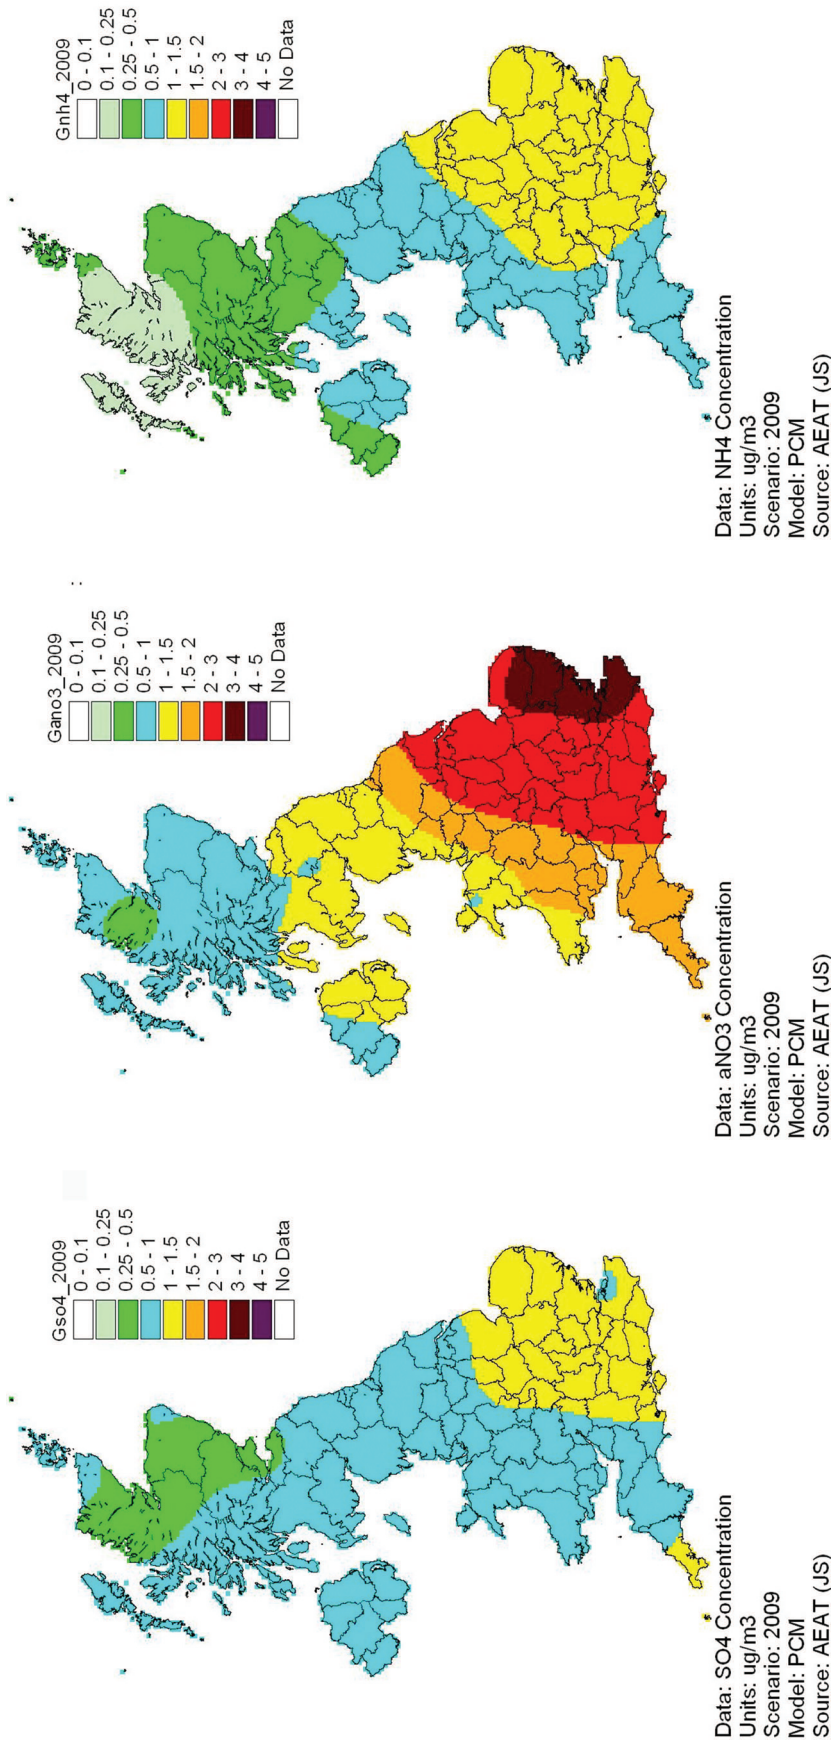 Gso4_2009
0 - 0.1
0.1 - 0.25
0.25 - 0.5
0.5 - 1
1 - 1.5
1.5 - 2
2 - 3
3 - 4
4 - 5
No Data
Data: SO4 Concentration
Units: ug/m3
Scenario: 2009
Model: PCM
Source: AEAT (JS)
Gano3_2009
0 - 0.1
0.1 - 0.25
0.25 - 0.5
0.5 - 1
1 - 1.5
1.5 - 2
2 - 3
3 - 4
4 - 5
No Data
Data: aNO3 Concentration
Units: ug/m3
Scenario: 2009
Model: PCM
Source: AEAT (JS)
Gnh4_2009
0 - 0.1
0.1 - 0.25
0.25 - 0.5
0.5 - 1
1 - 1.5
1.5 - 2
2 - 3
3 - 4
4 - 5
No Data
Data: NH4 Concentration
Units: ug/m3
Scenario: 2009
Model: PCM
Source: AEAT (JS)